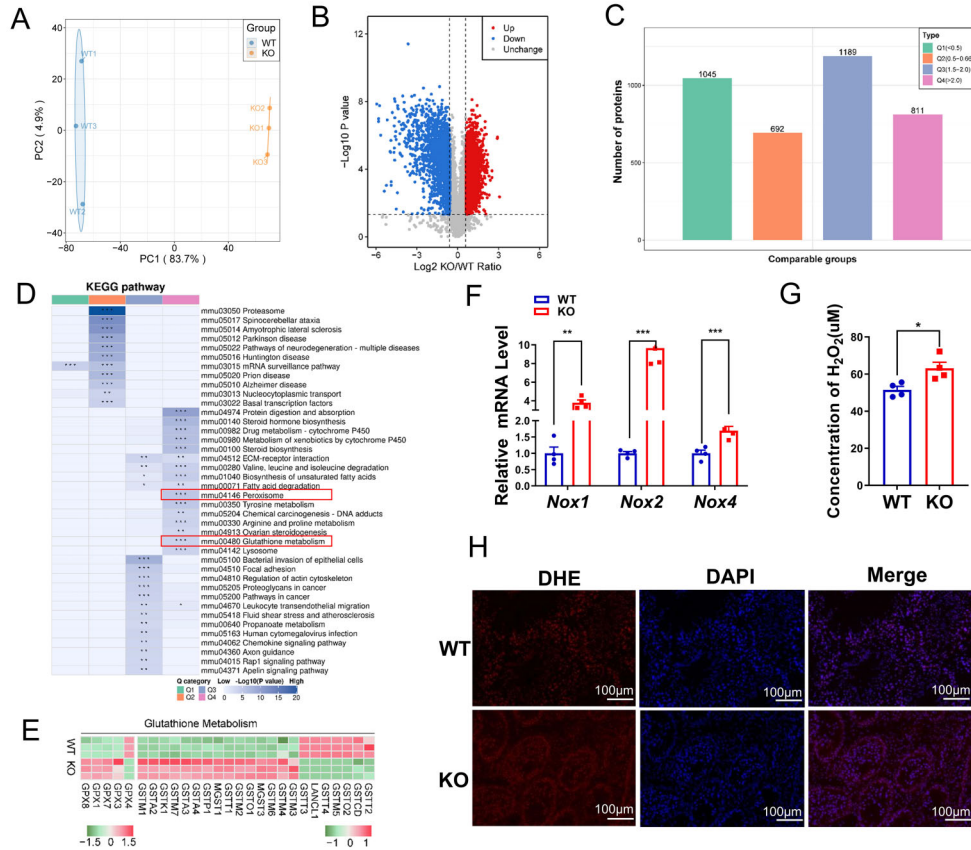 A
Group
WT
KO
WT1
WT3
WT2
KO2
KO1
KO3
PC2 ( 4.9% )
40
20
0
−20
−40
−80
−40
0
40
80
PC1 ( 83.7% )
B
Up
Down
Unchange
−Log10 P value
12
10
8
6
4
2
0
−6
−3
0
3
6
Log2 KO/WT Ratio
C
Type
Q1(<0.5)
Q2(0.5−0.66
Q3(1.5−2.0)
Q4(>2.0)
1045
692
1189
811
Number of proteins
1000
500
0
Comparable groups
D
KEGG pathway
mmu03050 Proteasome
mmu05017 Spinocerebellar ataxia
mmu05014 Amyotrophic lateral sclerosis
mmu05012 Parkinson disease
mmu05022 Pathways of neurodegeneration - multiple diseases
mmu05016 Huntington disease
mmu03015 mRNA surveillance pathway
mmu05020 Prion disease
mmu05010 Alzheimer disease
mmu03013 Nucleocytoplasmic transport
mmu03022 Basal transcription factors
mmu04974 Protein digestion and absorption
mmu00140 Steroid hormone biosynthesis
mmu00982 Drug metabolism - cytochrome P450
mmu00980 Metabolism of xenobiotics by cytochrome P450
mmu00100 Steroid biosynthesis
mmu04512 ECM-receptor interaction
mmu00280 Valine, leucine and isoleucine degradation
mmu01040 Biosynthesis of unsaturated fatty acids
mmu00071 Fatty acid degradation
mmu04146 Peroxisome
mmu00350 Tyrosine metabolism
mmu05204 Chemical carcinogenesis - DNA adducts
mmu00330 Arginine and proline metabolism
mmu04913 Ovarian steroidogenesis
mmu00480 Glutathione metabolism
mmu04142 Lysosome
mmu05100 Bacterial invasion of epithelial cells
mmu04510 Focal adhesion
mmu04810 Regulation of actin cytoskeleton
mmu05205 Proteoglycans in cancer
mmu05200 Pathways in cancer
mmu04670 Leukocyte transendothelial migration
mmu05418 Fluid shear stress and atherosclerosis
mmu00640 Propanoate metabolism
mmu05163 Human cytomegalovirus infection
mmu04062 Chemokine signaling pathway
mmu04360 Axon guidance
mmu04015 Rap1 signaling pathway
mmu04371 Apelin signaling pathway
Q category
Q1 Q3
Q2 Q4
Low −Log10(P value) High
0 5 10 15 20
E
Glutathione Metabolism
WT
KO
GPX8
GPX1
GPX7
GPX3
GPX4
GSTM1
GSTA2
GSTK1
GSTM7
GSTA3
GSTA4
GSTP1
MGST1
GSTT1
GSTM2
GSTO1
MGST3
GSTM6
GSTM4
GSTM3
GSTT3
LANCL1
GSTT4
GSTM5
GSTO2
GSTCD
GSTT2
−1.5 0 1.5
−1 0 1
F
WT
KO
**
***
***
Relative mRNA Level
10
8
6
4
2
1.5
1.0
0.5
0.0
Nox1
Nox2
Nox4
G
*
Concentration of H₂O₂(uM)
80
60
40
20
0
WT
KO
H
DHE
DAPI
Merge
WT
100μm
100μm
100μm
KO
100μm
100μm
100μm